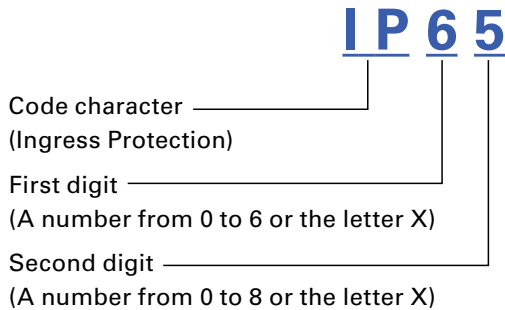 IP65
Code character
(Ingress Protection)
First digit
(A number from 0 to 6 or the letter X)
Second digit
(A number from 0 to 8 or the letter X)